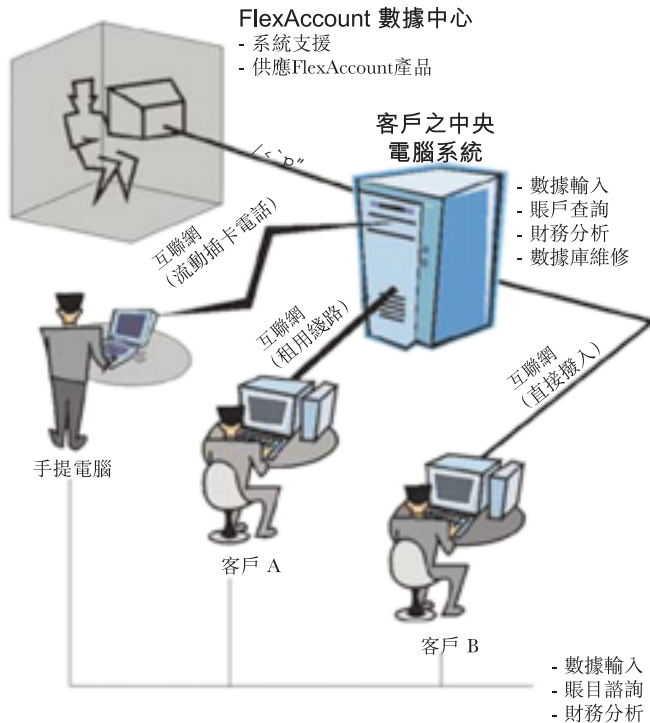 FlexAccount 數據中心
- 系統支援
- 供應FlexAccount產品
客戶之中央
電腦系統
- 數據輸入
- 賬戶查詢
- 財務分析
- 數據庫維修
互聯網
(流動插卡電話)
互聯網
(租用綫路)
互聯網
(直接撥入)
手提電腦
客戶 A
客戶 B
- 數據輸入
- 賬目諮詢
- 財務分析